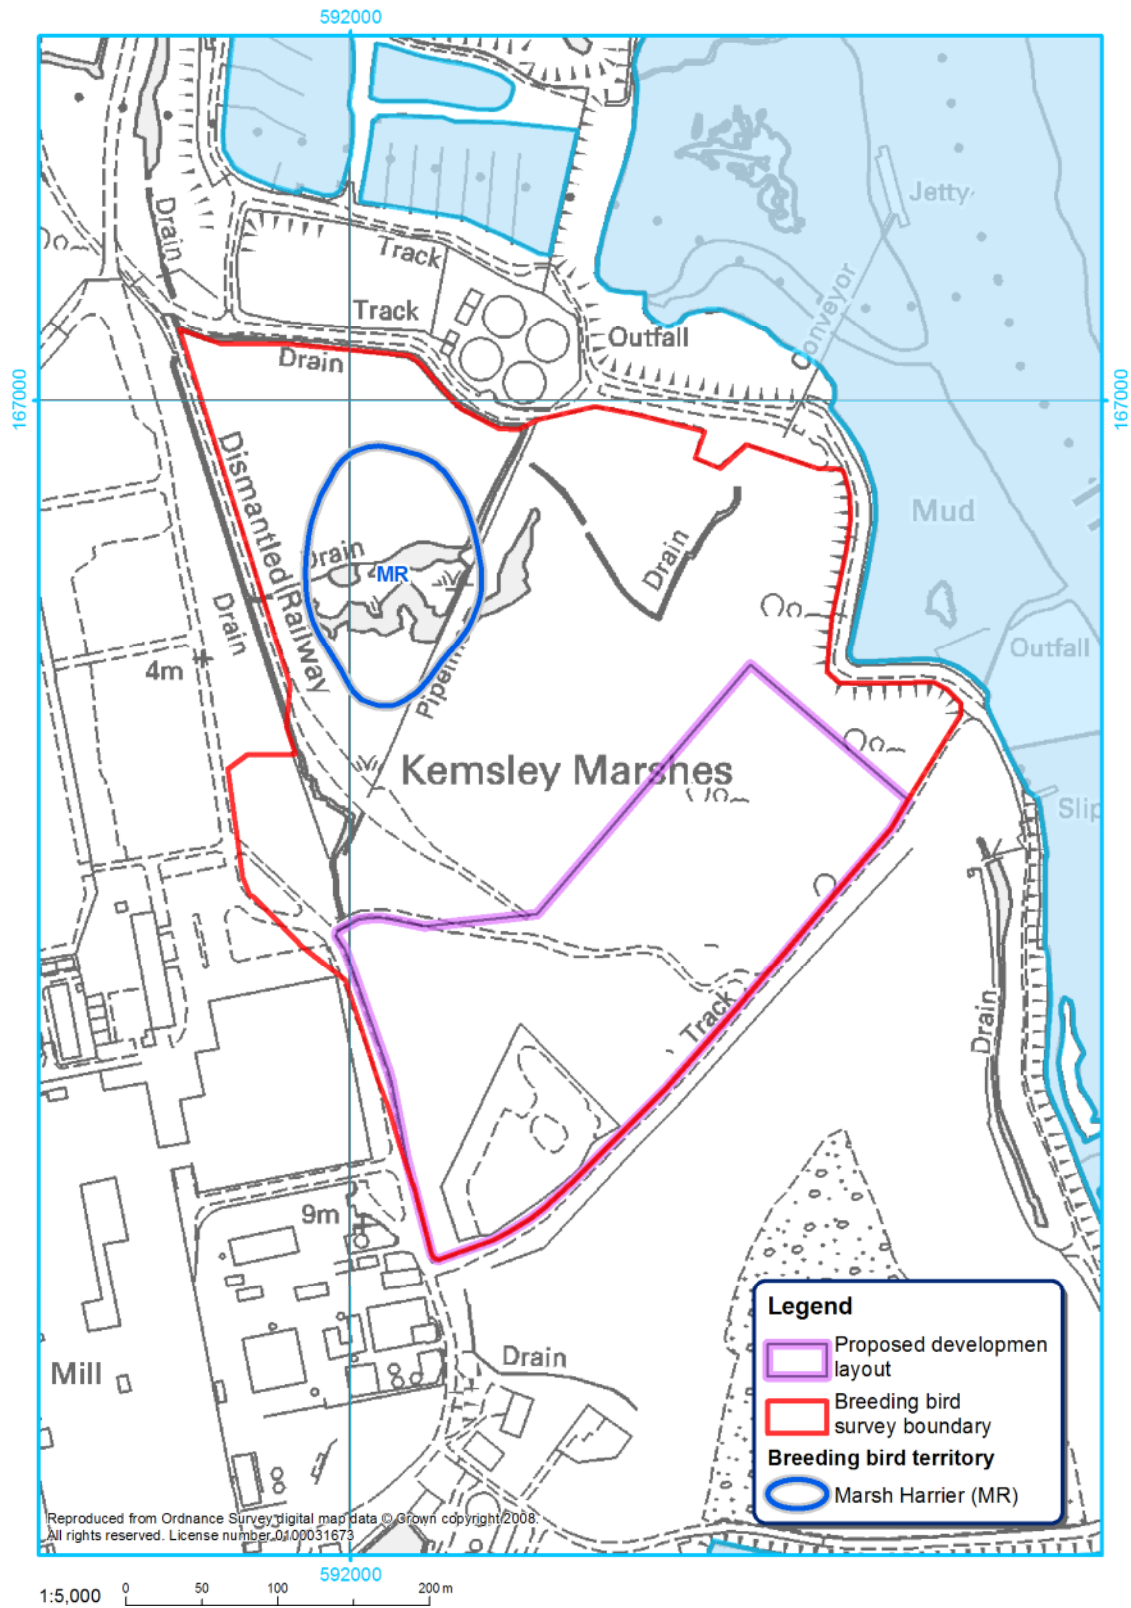 592000
Jetty
Drain
Track
Track
Conveyor
Outfall
Drain
167000
167000
Dismantled Railway
Mud
Drain
MR
Drain
Drain
Outfall
4m
Kemsley Marsnes
Slip
Drain
Track
9m
Legend
Proposed developmen
layout
Breeding bird
survey boundary
Breeding bird territory
Marsh Harrier (MR)
Drain
Mill
Reproduced from Ordnance Survey digital map data © Crown copyright 2008.
All rights reserved. License number 0100031673
592000
1:5,000 0 50 100 200 m